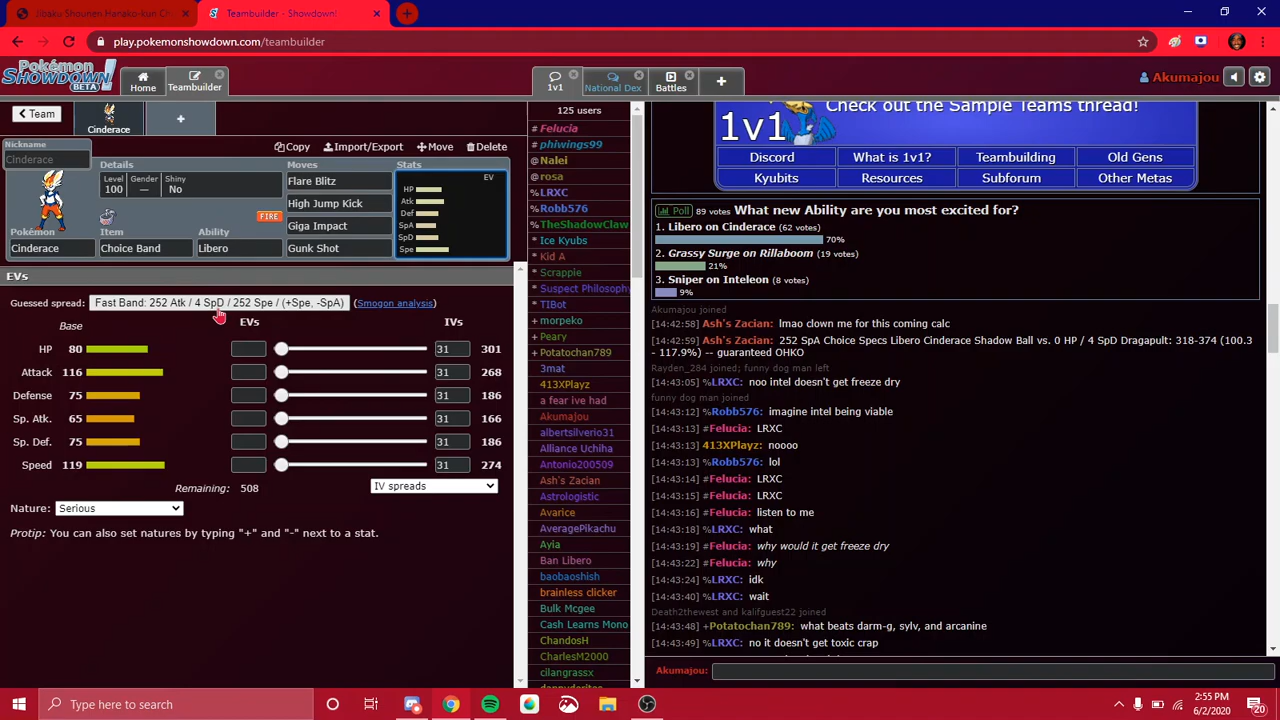 Jibaku Shounen Hanako-kun Ch
Teambuilder - Showdown!
play.pokemonshowdown.com/teambuilder
Pokémon
SHOWDOWN!
BETA
Home
Teambuilder
1v1
National Dex
Battles
Akumajou
Team
Cinderace
Copy
Import/Export
Move
Delete
Nickname
Cinderace
Details
Level
Gender
Shiny
100
—
No
FIRE
Pokémon
Item
Ability
Cinderace
Choice Band
Libero
Moves
Flare Blitz
High Jump Kick
Giga Impact
Gunk Shot
Stats
EV
HP
Atk
Def
SpA
SpD
Spe
EVs
Guessed spread: Fast Band: 252 Atk / 4 SpD / 252 Spe / (+Spe, -SpA) (Smogon analysis)
Base EVs IVs
HP 80 31 301
Attack 116 31 268
Defense 75 31 186
Sp. Atk. 65 31 166
Sp. Def. 75 31 186
Speed 119 31 274
Remaining: 508
IV spreads
Nature: Serious
Protip: You can also set natures by typing "+" and "-" next to a stat.
125 users
# Felucia
# phiwings99
@ Nalei
@ rosa
% LRXC
% Robb576
% TheShadowClaw
* Ice Kyubs
* Kid A
* Scrappie
* Suspect Philosophy
* TIBot
+ morpeko
+ Peary
+ Potatochan789
3mat
413XPlayz
a fear ive had
Akumajou
albertsilverio31
Alliance Uchiha
Antonio200509
Ash's Zacian
Astrologistic
Avarice
AveragePikachu
Ayia
Ban Libero
baobaoshish
brainless clicker
Bulk Mcgee
Cash Learns Mono
ChandosH
CharlesM2000
cilangrassx
1v1
Check out the Sample Teams thread!
Discord
What is 1v1?
Teambuilding
Old Gens
Kyubits
Resources
Subforum
Other Metas
Poll 89 votes What new Ability are you most excited for?
1. Libero on Cinderace (62 votes)
70%
2. Grassy Surge on Rillaboom (19 votes)
21%
3. Sniper on Inteleon (8 votes)
9%
Akumajou joined
[14:42:58] Ash's Zacian: lmao clown me for this coming calc
[14:42:59] Ash's Zacian: 252 SpA Choice Specs Libero Cinderace Shadow Ball vs. 0 HP / 4 SpD Dragapult: 318-374 (100.3
- 117.9%) -- guaranteed OHKO
Rayden_284 joined; funny dog man left
[14:43:05] %LRXC: noo intel doesn't get freeze dry
funny dog man joined
[14:43:12] %Robb576: imagine intel being viable
[14:43:13] #Felucia: LRXC
[14:43:13] 413XPlayz: noooo
[14:43:13] %Robb576: lol
[14:43:14] #Felucia: LRXC
[14:43:15] #Felucia: LRXC
[14:43:16] #Felucia: listen to me
[14:43:18] %LRXC: what
[14:43:19] #Felucia: why would it get freeze dry
[14:43:22] #Felucia: why
[14:43:24] %LRXC: idk
[14:43:40] %LRXC: wait
Death2thewest and kalifguest22 joined
[14:43:48] +Potatochan789: what beats darm-g, sylv, and arcanine
[14:43:49] %LRXC: no it doesn't get toxic crap
Akumajou:
Type here to search
2:55 PM
6/2/2020
20